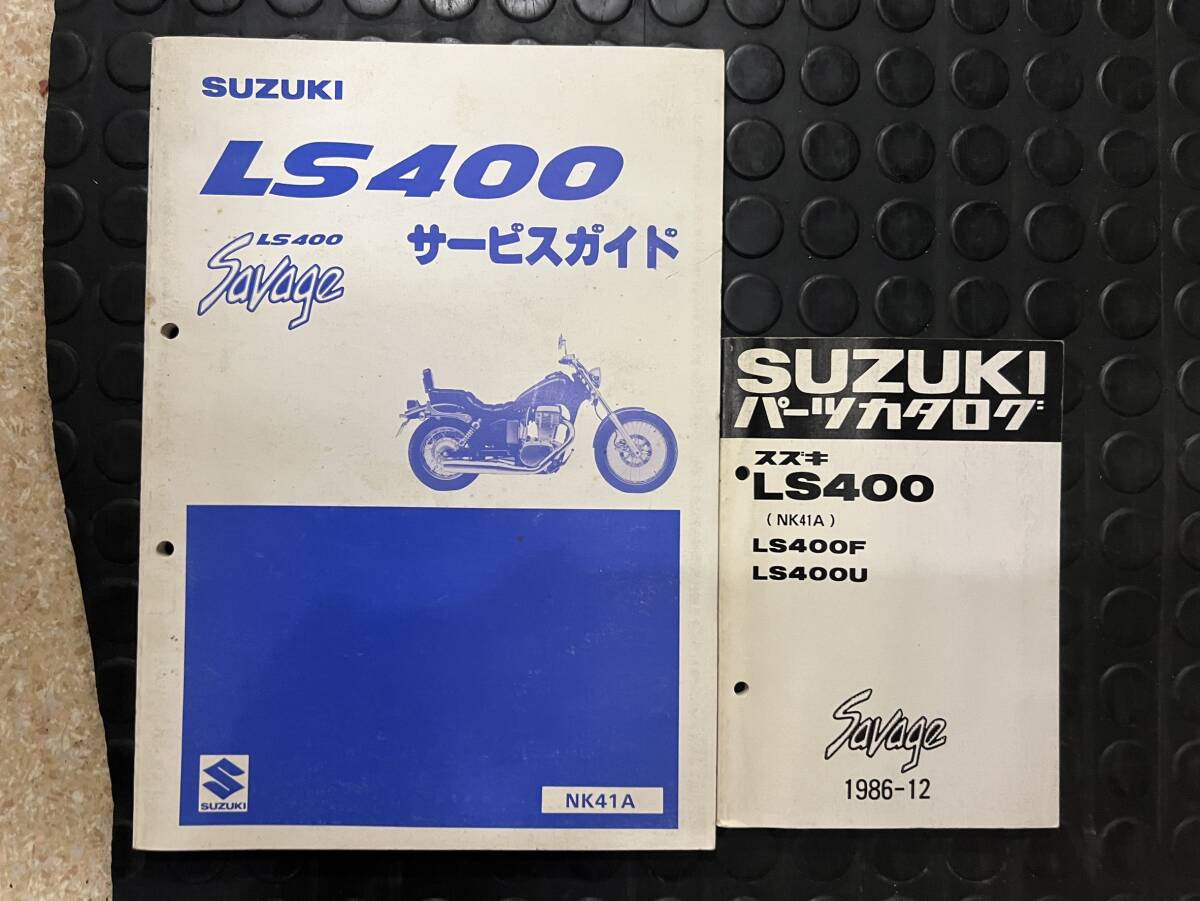 SUZUKI
LS400
LS400
Savage
サービスガイド
SUZUKI
NK41A
SUZUKI
パーツカタログ
スズキ
LS400
(NK41A)
LS400F
LS400U
Savage
1986-12